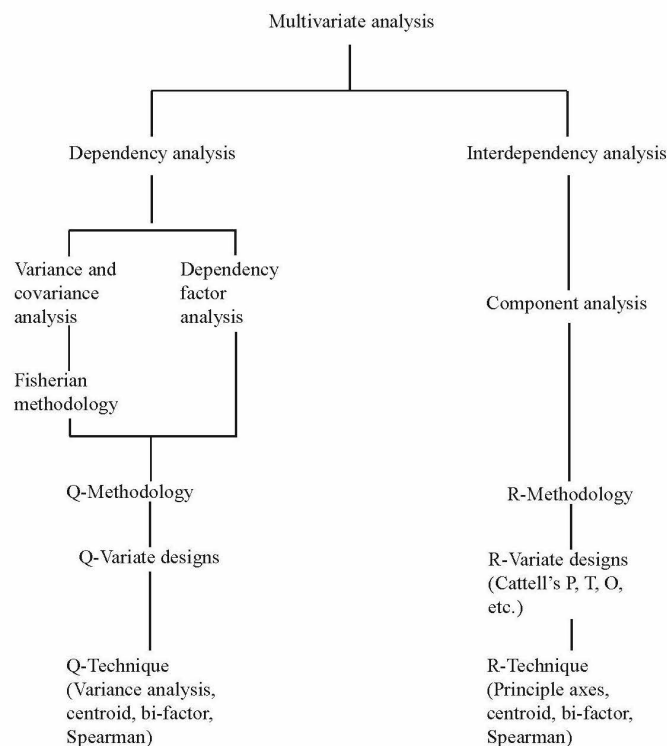 Multivariate analysis
Dependency analysis
Interdependency analysis
Variance and
covariance
analysis
Dependency
factor
analysis
Component analysis
Fisherian
methodology
Q-Methodology
R-Methodology
Q-Variate designs
R-Variate designs
(Cattell's P, T, O,
etc.)
Q-Technique
(Variance analysis,
centroid, bi-factor,
Spearman)
R-Technique
(Principle axes,
centroid, bi-factor,
Spearman)